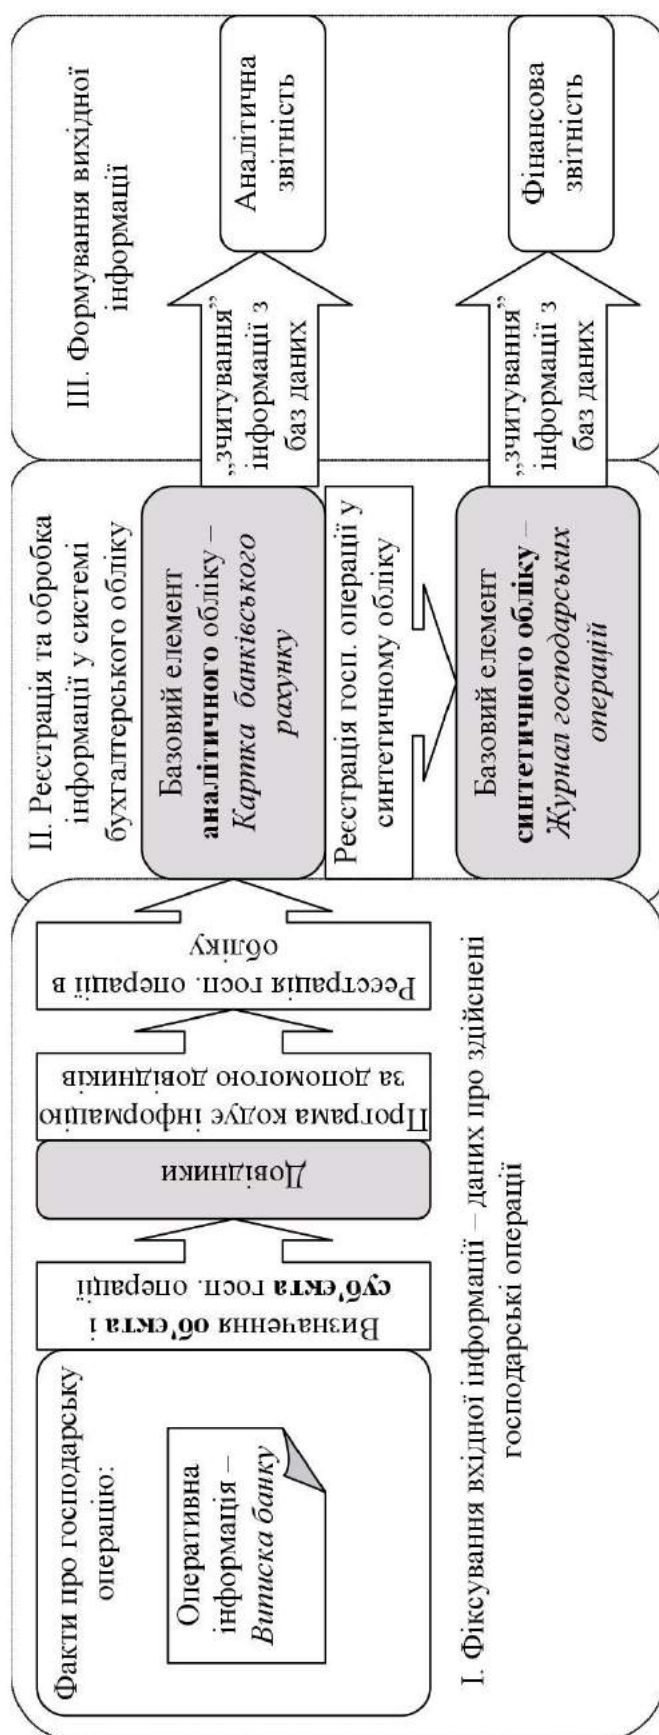 Факти про господарську
операцію:
Оперативна
інформація –
Виписка банку
Визначення об’єкта і
суб’єкта госп. операції
Довідники
Програма кодує інформацію
за допомогою довідників
Реєстрація госп. операції в
обліку
І. Фіксування вхідної інформації – даних про здійснені
господарські операції
ІІ. Реєстрація та обробка
інформації у системі
бухгалтерського обліку
Базовий елемент
аналітичного обліку –
Картка банківського
рахунку
Реєстрація госп. операції у
синтетичному обліку
Базовий елемент
синтетичного обліку –
Журнал господарських
операцій
ІІІ. Формування вихідної
інформації
„зчитування”
інформації з
баз даних
Аналітична
звітність
„зчитування”
інформації з
баз даних
Фінансова
звітність